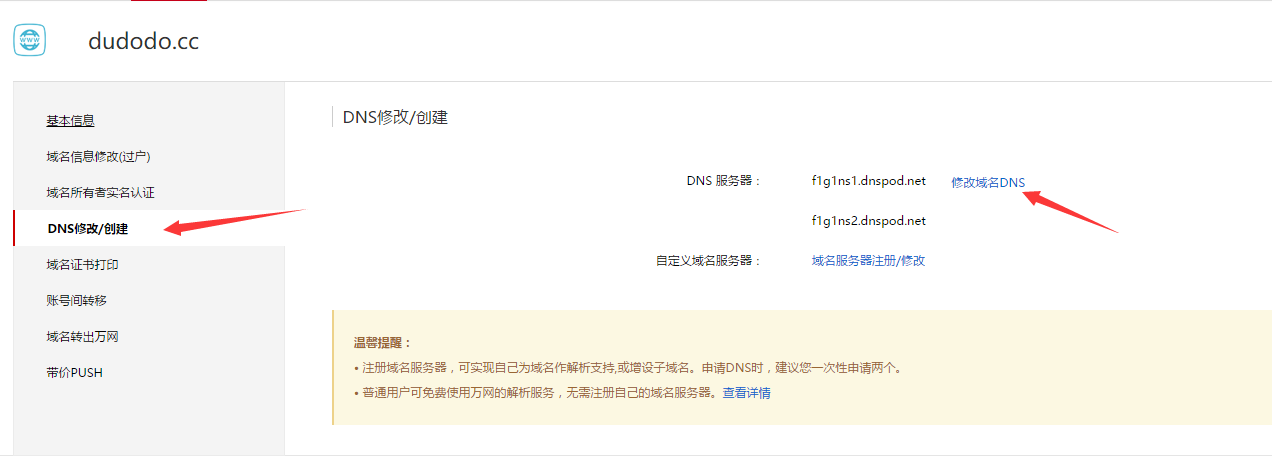 WWW
dudodo.cc
基本信息
域名信息修改(过户)
域名所有者实名认证
DNS修改/创建
域名证书打印
账号间转移
域名转出万网
带价PUSH
DNS修改/创建
DNS 服务器： f1g1ns1.dnspod.net 修改域名DNS
f1g1ns2.dnspod.net
自定义域名服务器： 域名服务器注册/修改
温馨提醒：
• 注册域名服务器，可实现自己为域名作解析支持,或增设子域名。申请DNS时，建议您一次性申请两个。
• 普通用户可免费使用万网的解析服务，无需注册自己的域名服务器。查看详情